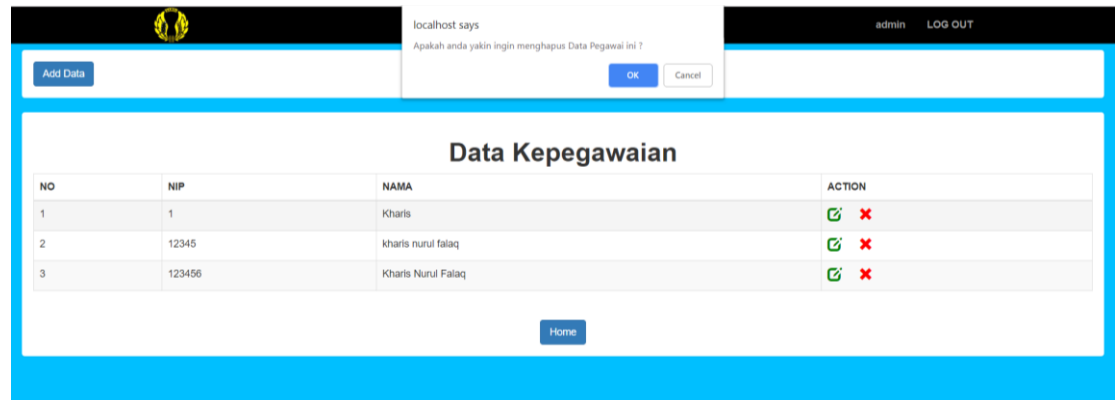 localhost says
Apakah anda yakin ingin menghapus Data Pegawai ini ?
OK Cancel
admin LOG OUT
Add Data
Data Kepegawaian
NO NIP NAMA ACTION
1 1 Kharis
2 12345 kharis nurul falaq
3 123456 Kharis Nurul Falaq
Home